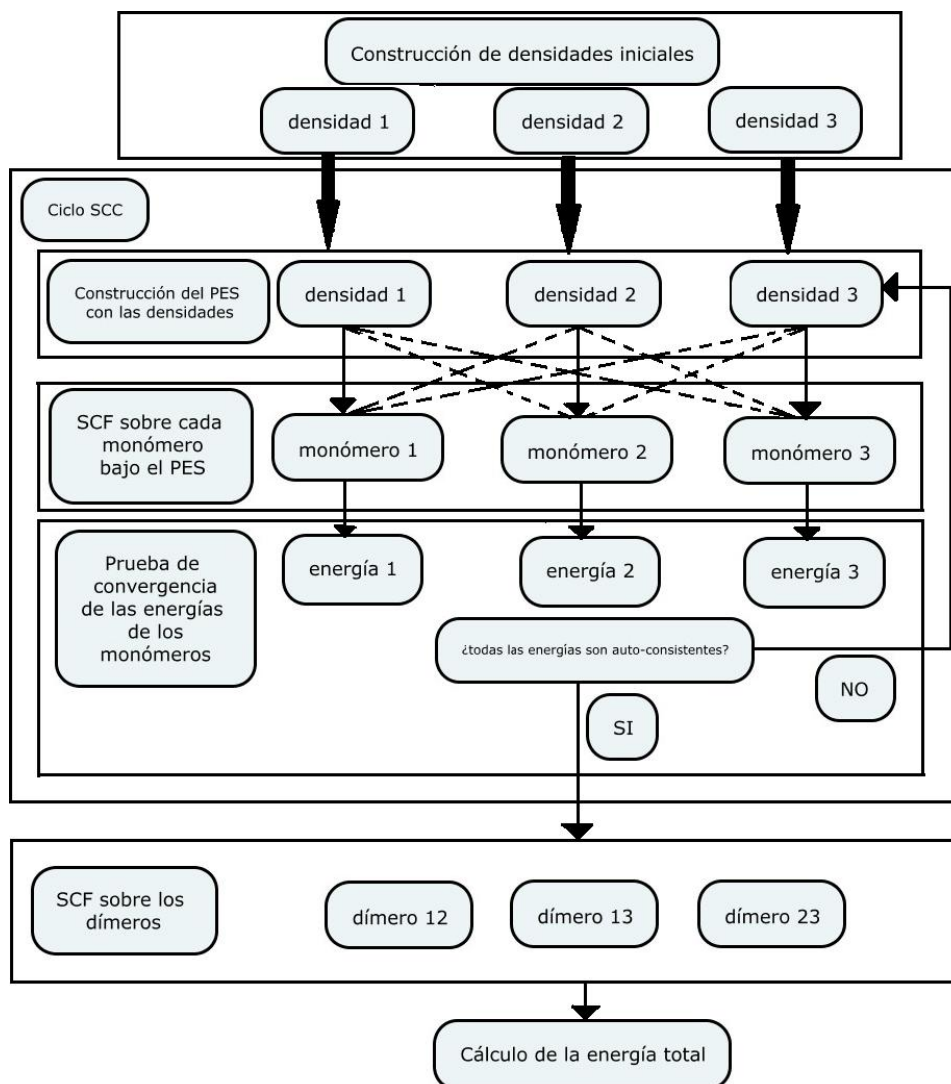 Construcción de densidades iniciales
densidad 1
densidad 2
densidad 3
Ciclo SCC
Construcción del PES
con las densidades
densidad 1
densidad 2
densidad 3
SCF sobre cada
monómero
bajo el PES
monómero 1
monómero 2
monómero 3
Prueba de
convergencia
de las energías
de los
monómeros
energía 1
energía 2
energía 3
¿todas las energías son auto-consistentes?
NO
SI
SCF sobre los
dímeros
dímero 12
dímero 13
dímero 23
Cálculo de la energía total